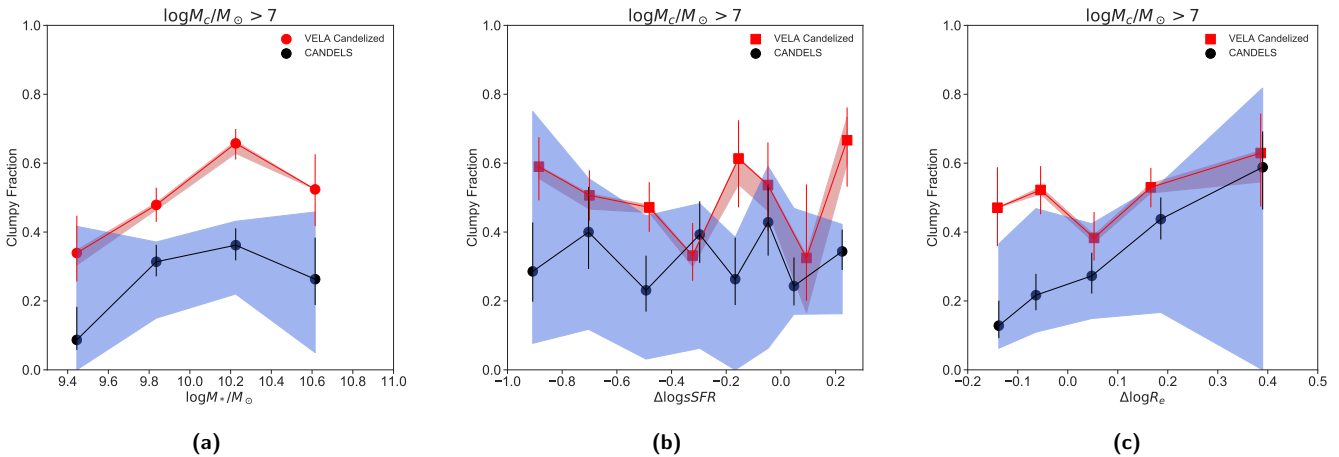 logM_c/M_⊙ > 7
VELA Candelized
CANDELS
Clumpy Fraction
1.0
0.8
0.6
0.4
0.2
0.0
9.4 9.6 9.8 10.0 10.2 10.4 10.6 10.8 11.0
logM_*/M_⊙
(a)
logM_c/M_⊙ > 7
VELA Candelized
CANDELS
Clumpy Fraction
1.0
0.8
0.6
0.4
0.2
0.0
−1.0 −0.8 −0.6 −0.4 −0.2 0.0 0.2
ΔlogsSFR
(b)
logM_c/M_⊙ > 7
VELA Candelized
CANDELS
Clumpy Fraction
1.0
0.8
0.6
0.4
0.2
0.0
−0.2 −0.1 0.0 0.1 0.2 0.3 0.4 0.5
ΔlogR_e
(c)